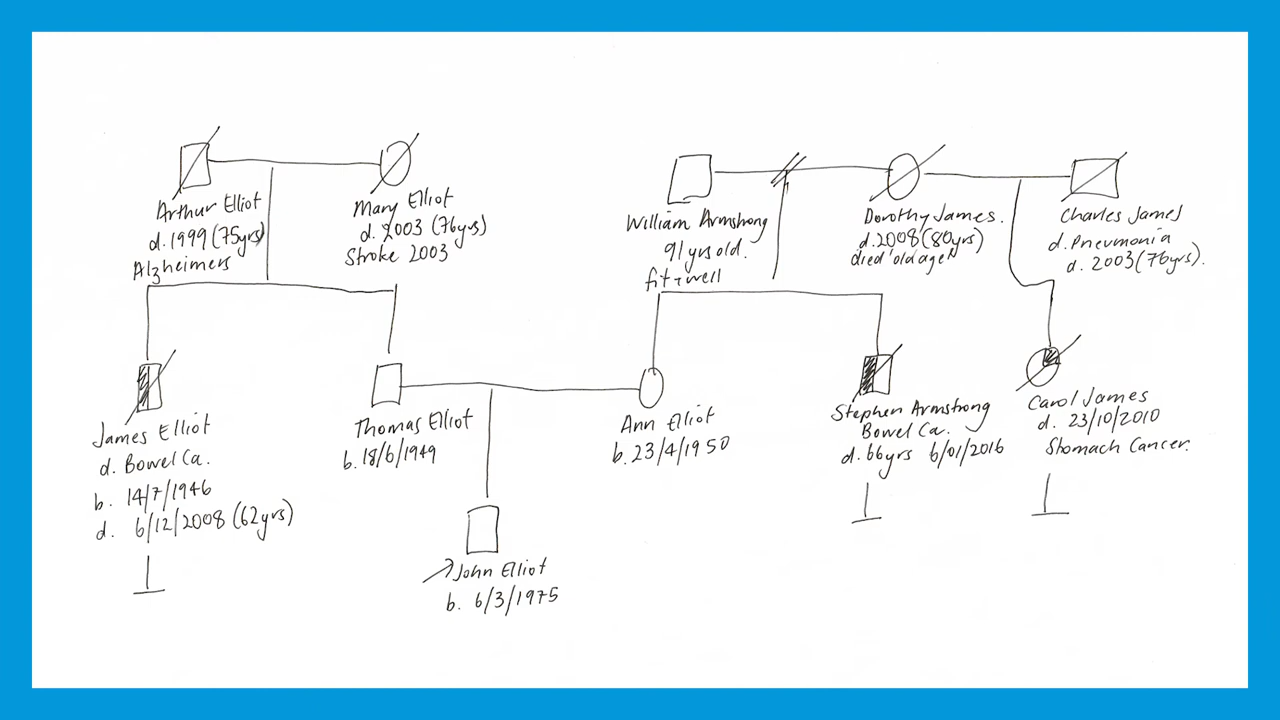 Arthur Elliot
d. 1999 (75yrs)
Alzheimers
Mary Elliot
d. 2003 (76yrs)
Stroke 2003
William Armstrong
91 yrs old.
fit + well
Dorothy James.
d. 2008 (80yrs)
died 'old age'
Charles James
d. Pneumonia
d. 2003 (76yrs).
James Elliot
d. Bowel Ca.
b. 14/7/1946
d. 6/12/2008 (62yrs)
Thomas Elliot
b. 18/6/1949
Ann Elliot
b. 23/4/1950
Stephen Armstrong
Bowel Ca.
d. 66yrs 6/01/2016
Carol James
d. 23/10/2010
Stomach Cancer.
John Elliot
b. 6/3/1975